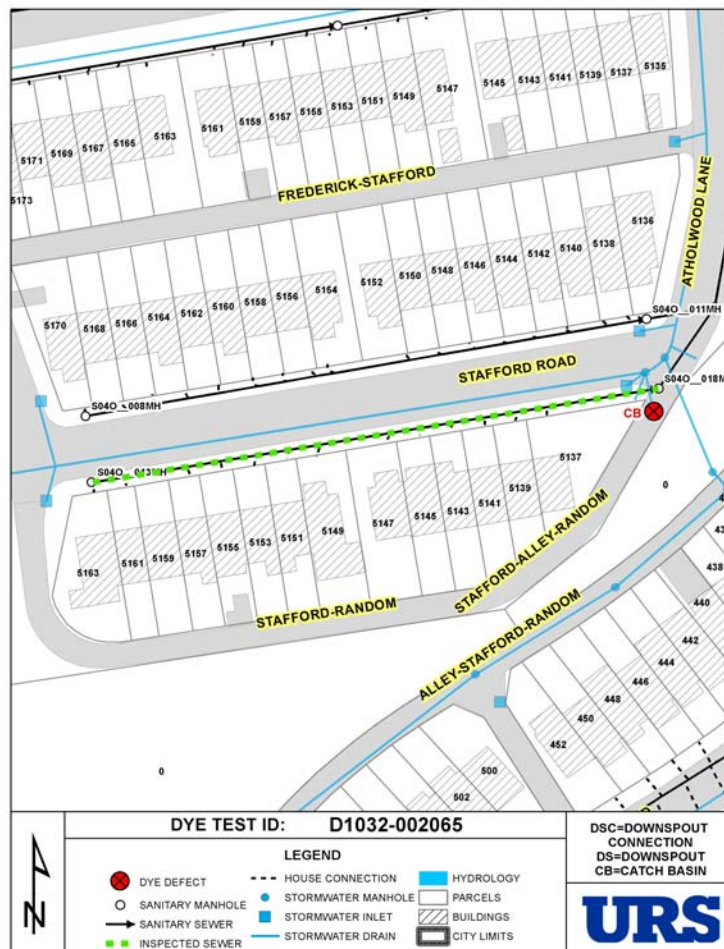 5135
5137
5139
5141
5143
5145
5147
5149
5151
5153
5155
5157
5159
5161
5163
5165
5167
5169
5171
5173
FREDERICK-STAFFORD
ATHOLWOOD LANE
5136
5138
5140
5142
5144
5146
5148
5150
5152
5154
5156
5158
5160
5162
5164
5166
5168
5170
S04O__011MH
STAFFORD ROAD
S04O__018M
S04O__008MH
CB
S04O__013MH
5137
5139
5141
5143
5145
5147
5149
5151
5153
5155
5157
5159
5161
5163
0
STAFFORD-ALLEY-RANDOM
STAFFORD-RANDOM
ALLEY-STAFFORD-RANDOM
438
440
442
444
446
448
450
452
500
502
0
DYE TEST ID: D1032-002065
LEGEND
DYE DEFECT
SANITARY MANHOLE
SANITARY SEWER
INSPECTED SEWER
HOUSE CONNECTION
STORMWATER MANHOLE
STORMWATER INLET
STORMWATER DRAIN
HYDROLOGY
PARCELS
BUILDINGS
CITY LIMITS
DSC=DOWNSPOUT
CONNECTION
DS=DOWNSPOUT
CB=CATCH BASIN
N
URS